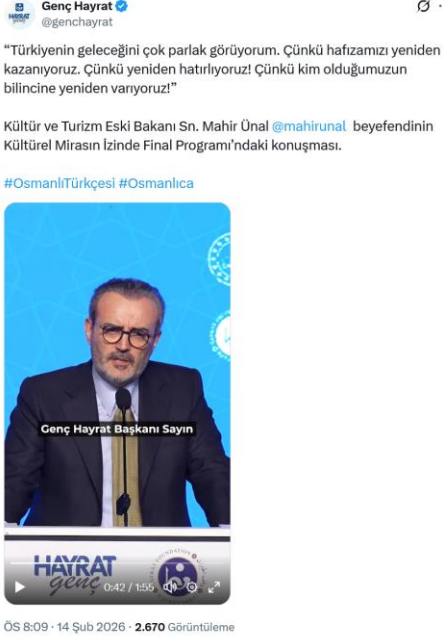 Genç Hayrat
@genchayrat
“Türkiyenin geleceğini çok parlak görüyorum. Çünkü hafızamızı yeniden
kazanıyoruz. Çünkü yeniden hatırlıyoruz! Çünkü kim olduğumuzun
bilincine yeniden varıyoruz!”
Kültür ve Turizm Eski Bakanı Sn. Mahir Ünal @mahirunal beyefendinin
Kültürel Mirasın İzinde Final Programı’ndaki konuşması.
#OsmanlıTürkçesi #Osmanlıca
Genç Hayrat Başkanı Sayın
HAYRAT
genç
0:42 / 1:55
ÖS 8:09 · 14 Şub 2026 · 2.670 Görüntüleme